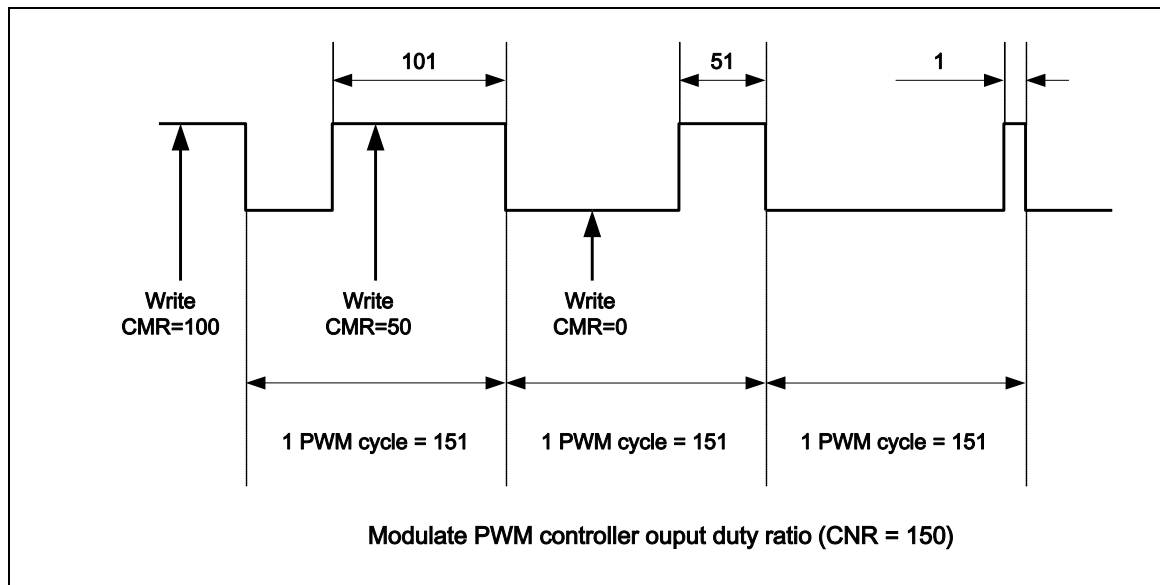 101
51
1
Write
CMR=100
Write
CMR=50
Write
CMR=0
1 PWM cycle = 151
1 PWM cycle = 151
1 PWM cycle = 151
Modulate PWM controller ouput duty ratio (CNR = 150)